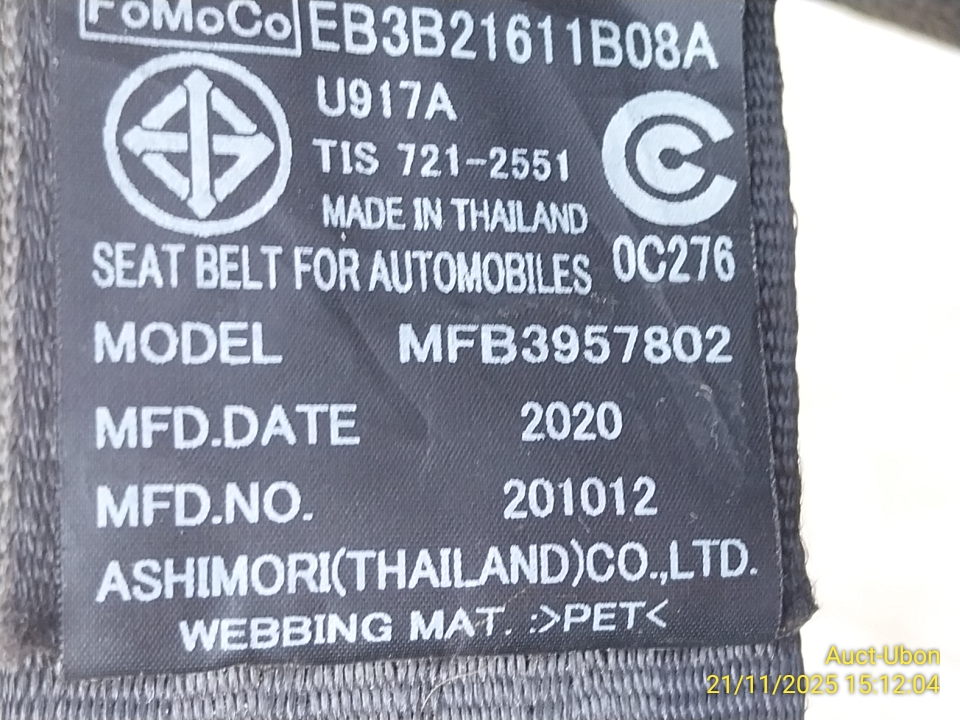 FoMoCo EB3B21611B08A
U917A
TIS 721-2551
MADE IN THAILAND
SEAT BELT FOR AUTOMOBILES 0C276
MODEL MFB3957802
MFD.DATE 2020
MFD.NO. 201012
ASHIMORI(THAILAND)CO.,LTD.
WEBBING MAT. :>PET<
Auct-Ubon
21/11/2025 15:12:04